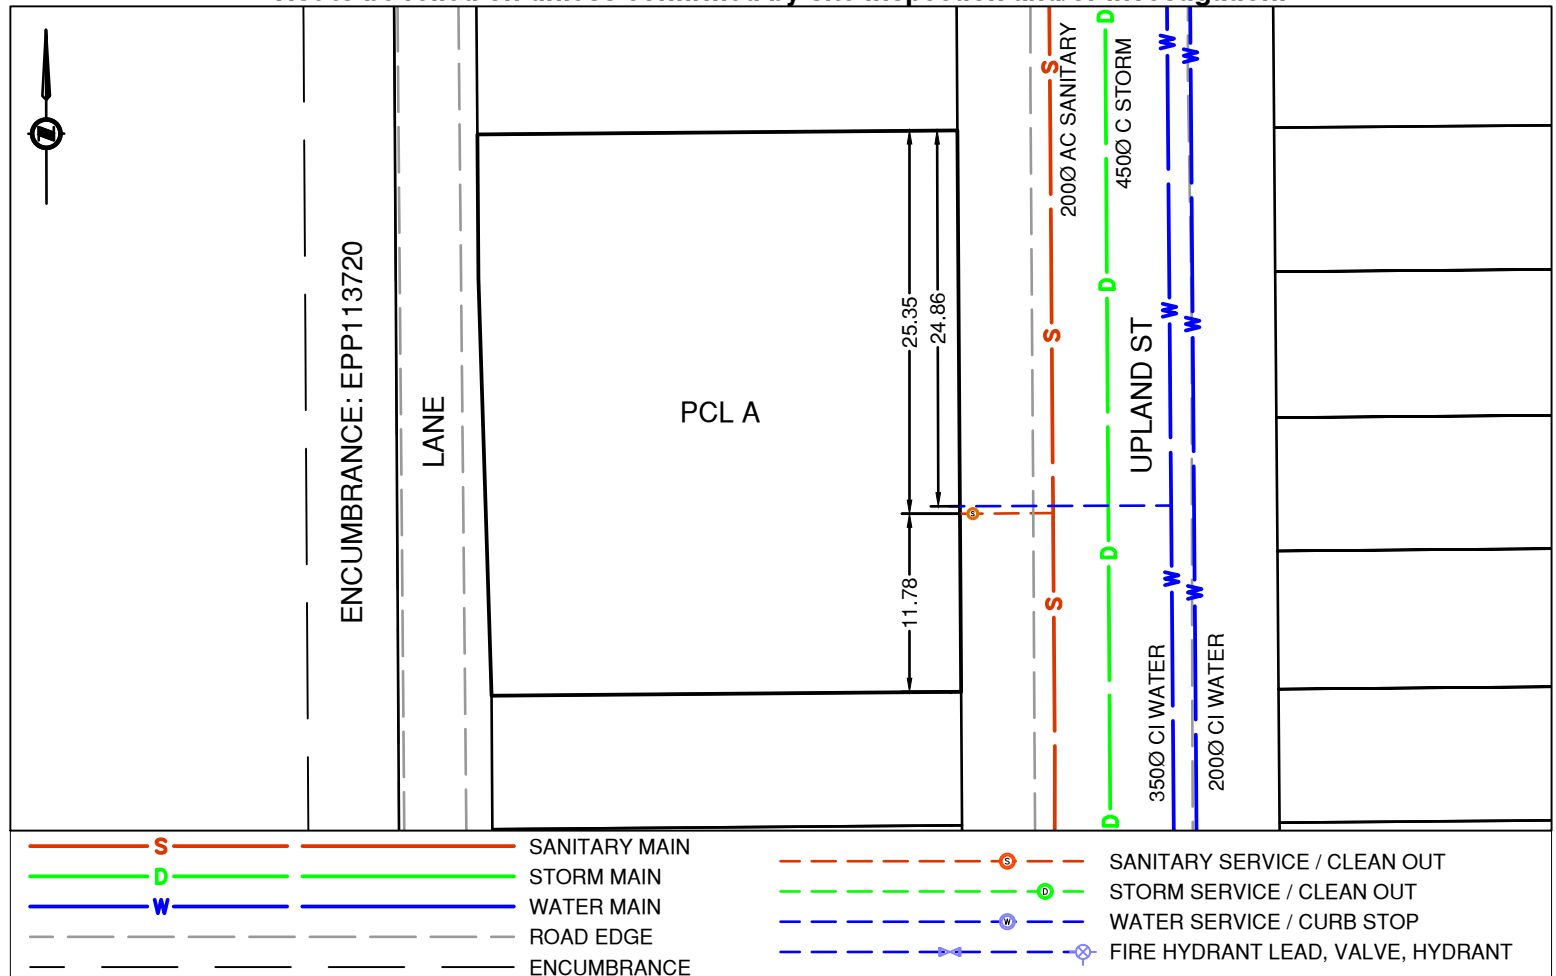 Z
ENCUMBRANCE: EPP113720
LANE
PCL A
25.35
24.86
11.78
S
S
S
S
200Ø AC SANITARY
D
D
D
D
450Ø C STORM
UPLAND ST
W
W
W
W
W
W
350Ø CI WATER
200Ø CI WATER
S SANITARY MAIN
D STORM MAIN
W WATER MAIN
ROAD EDGE
ENCUMBRANCE
S SANITARY SERVICE / CLEAN OUT
D STORM SERVICE / CLEAN OUT
W WATER SERVICE / CURB STOP
FIRE HYDRANT LEAD, VALVE, HYDRANT